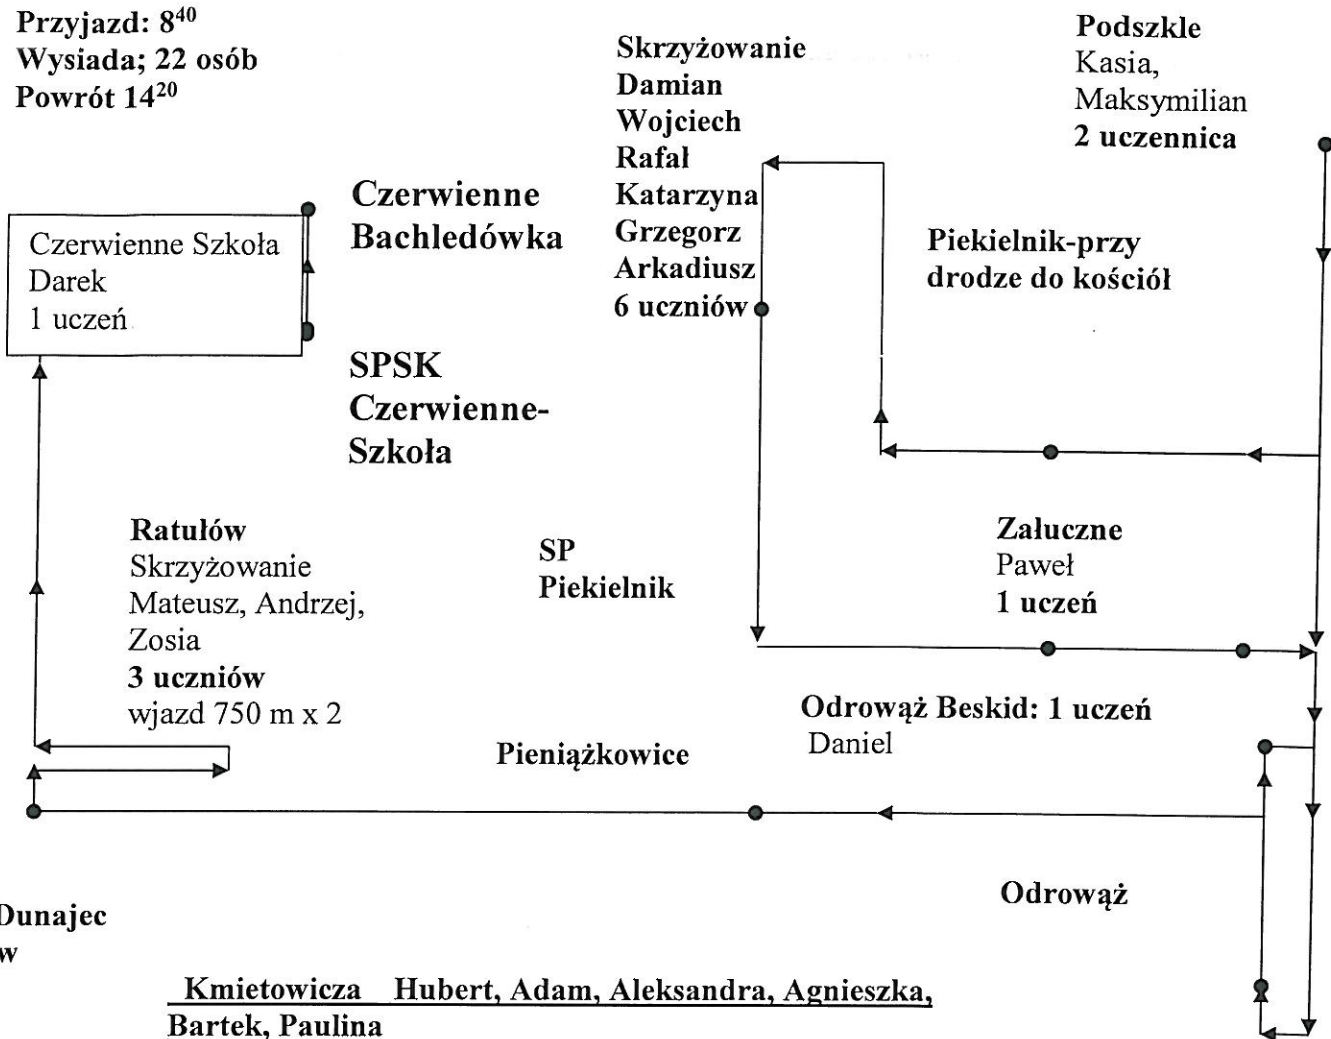 Przyjazd: 8⁴⁰
Wysiada; 22 osób
Powrót 14²⁰
Skrzyżowanie
Damian
Wojciech
Rafał
Katarzyna
Grzegorz
Arkadiusz
6 uczniów
Podszkle
Kasia,
Maksymilian
2 uczennica
Czerwienne
Bachledówka
Czerwienne Szkoła
Darek
1 uczeń
Piekielnik-przy
drodze do kościół
SPSK
Czerwienne-
Szkoła
Ratułów
Skrzyżowanie
Mateusz, Andrzej,
Zosia
3 uczniów
wjazd 750 m x 2
SP
Piekielnik
Załuczne
Paweł
1 uczeń
Odrowąż Beskid: 1 uczeń
Daniel
Pieniążkowice
Odrowąż
Dunajec
w
Kmietowicza Hubert, Adam, Aleksandra, Agnieszka,
Bartek, Paulina